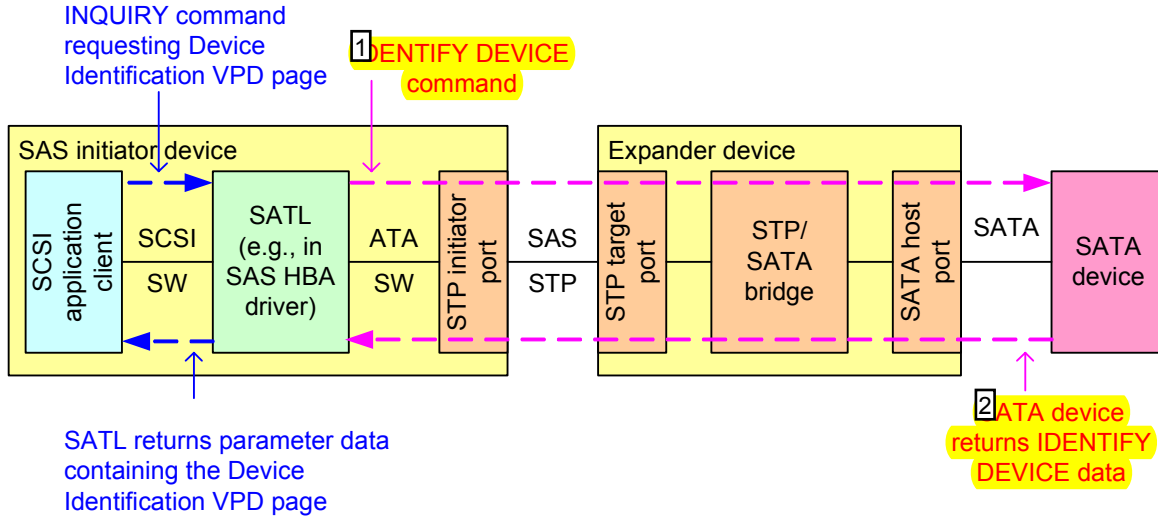 INQUIRY command
requesting Device
Identification VPD page
1
DENTIFY DEVICE
command
SAS initiator device
Expander device
SCSI
application
client
SCSI
SW
SATL
(e.g., in
SAS HBA
driver)
ATA
SW
STP initiator
port
SAS
STP
STP target
port
STP/
SATA
bridge
SATA host
port
SATA
SATA
device
SATL returns parameter data
containing the Device
Identification VPD page
2
ATA device
returns IDENTIFY
DEVICE data